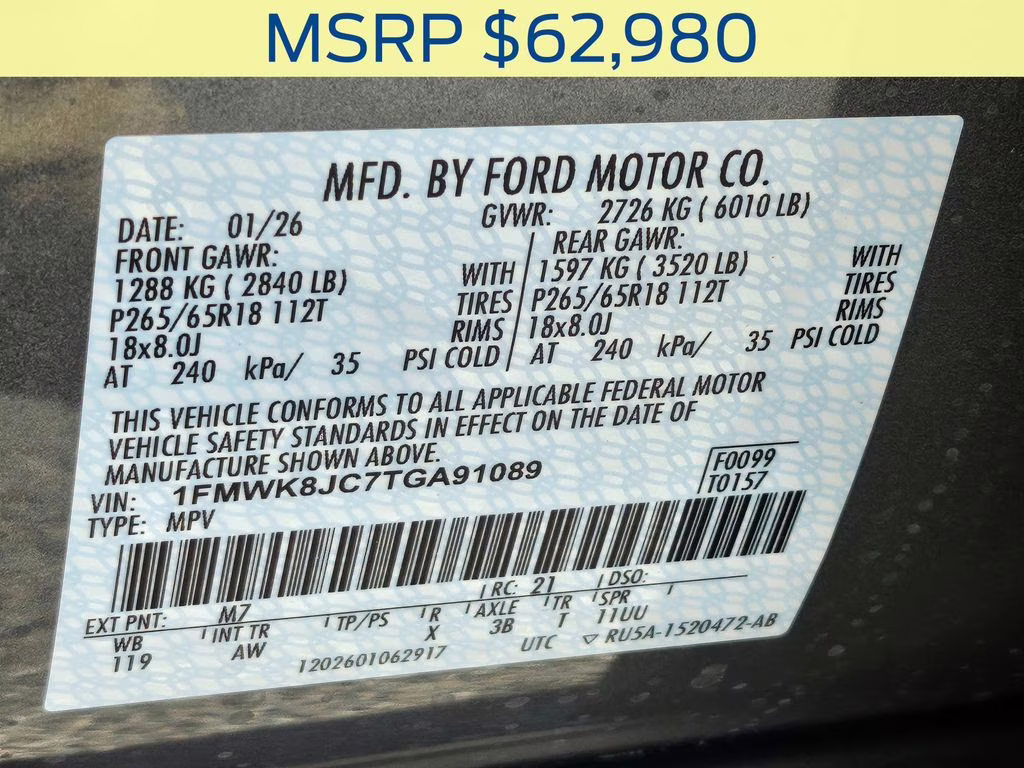 MSRP $62,980
MFD. BY FORD MOTOR CO.
DATE: 01/26 GVWR: 2726 KG ( 6010 LB)
FRONT GAWR: REAR GAWR:
1288 KG ( 2840 LB) WITH 1597 KG ( 3520 LB) WITH
P265/65R18 112T TIRES P265/65R18 112T TIRES
18x8.0J RIMS 18x8.0J RIMS
AT 240 kPa/ 35 PSI COLD AT 240 kPa/ 35 PSI COLD
THIS VEHICLE CONFORMS TO ALL APPLICABLE FEDERAL MOTOR
VEHICLE SAFETY STANDARDS IN EFFECT ON THE DATE OF
MANUFACTURE SHOWN ABOVE.
VIN: 1FMWK8JC7TGA91089 F0099
TYPE: MPV T0157
EXT PNT: M7 RC: 21 DSO:
WB INT TR TP/PS R AXLE TR SPR
119 AW X 3B T 11UU
1202601062917 UTC ▽ RU5A-1520472-AB